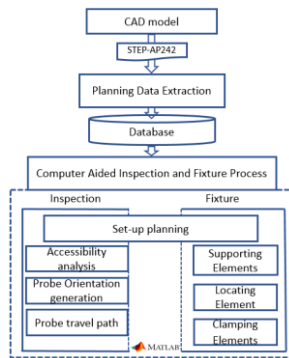 CAD model
STEP-AP242
Planning Data Extraction
Database
Computer Aided Inspection and Fixture Process
Inspection
Fixture
Set-up planning
Accessibility
analysis
Probe Orientation
generation
Probe travel path
Supporting
Elements
Locating
Element
Clamping
Elements
MATLAB